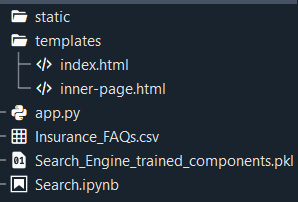 static
templates
index.html
inner-page.html
app.py
Insurance_FAQs.csv
Search_Engine_trained_components.pkl
Search.ipynb